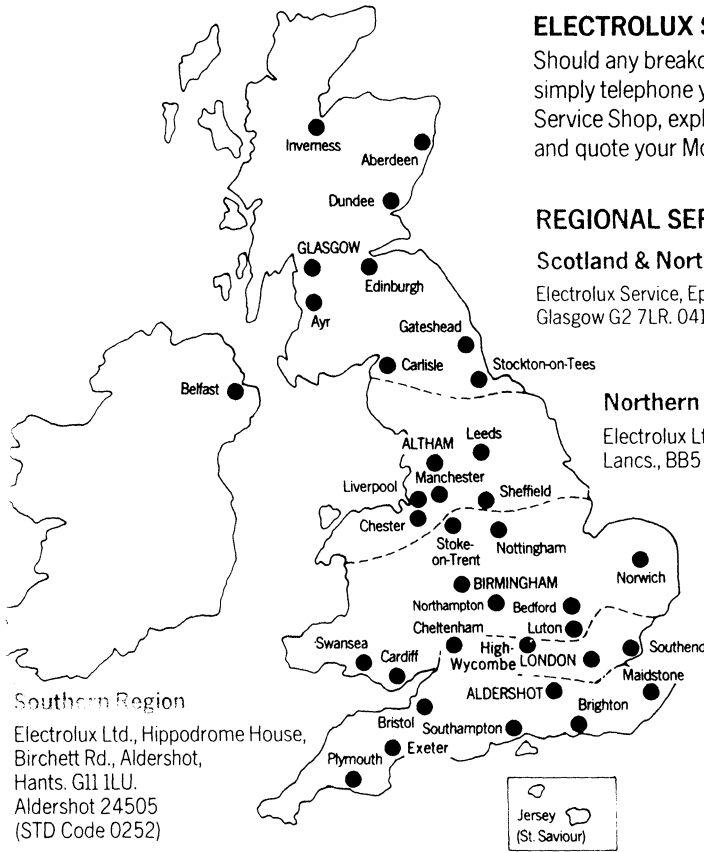 ELECTROLUX S
Should any breakd
simply telephone y
Service Shop, expl
and quote your Mo
REGIONAL SER
Scotland & Nort
Electrolux Service, Ep
Glasgow G2 7LR. 041
Northern
Electrolux Lt
Lancs., BB5
Inverness
Aberdeen
Dundee
GLASGOW
Edinburgh
Ayr
Gateshead
Carlisle
Stockton-on-Tees
Belfast
ALTHAM
Leeds
Manchester
Liverpool
Sheffield
Chester
Stoke-
on-Trent
Nottingham
Norwich
BIRMINGHAM
Northampton
Bedford
Cheltenham
Luton
Swansea
Cardiff
High-
Wycombe
LONDON
Southend
Maidstone
ALDERSHOT
Bristol
Southampton
Brighton
Exeter
Plymouth
Southern Region
Electrolux Ltd., Hippodrome House,
Birchett Rd., Aldershot,
Hants. G11 1LU.
Aldershot 24505
(STD Code 0252)
Jersey
(St. Saviour)